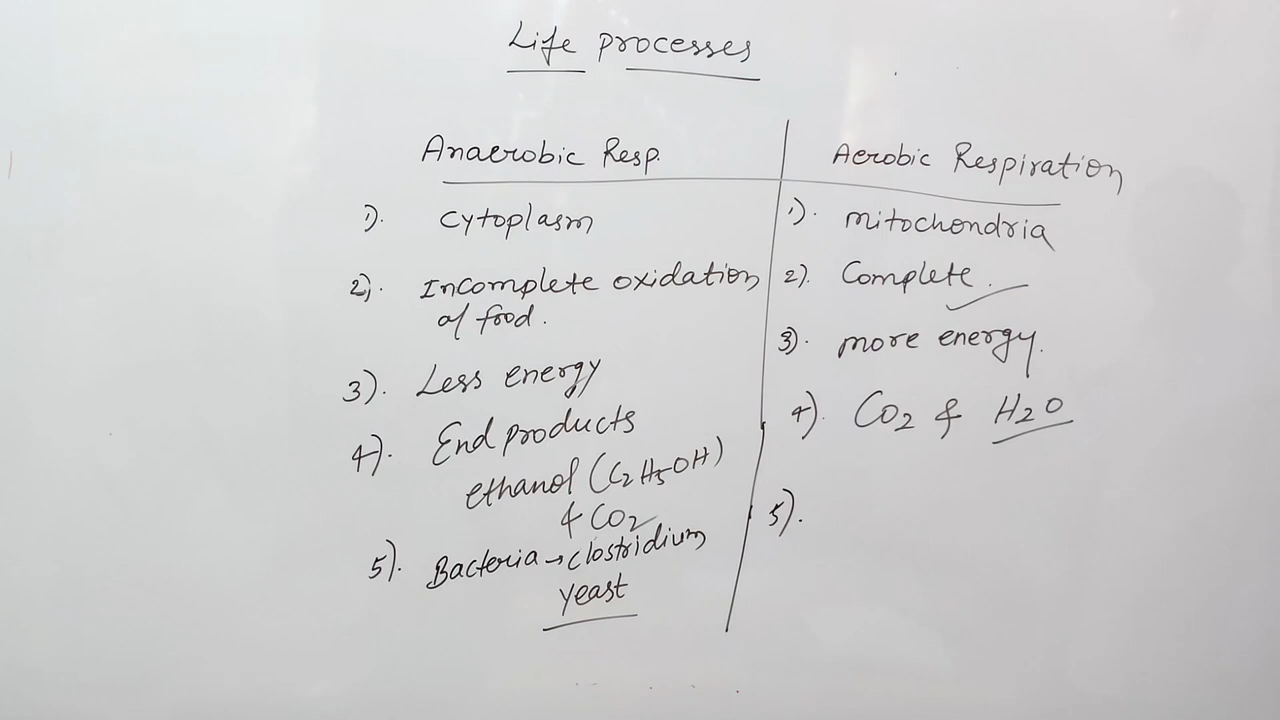 Life processes
Anaerobic Resp.
1). cytoplasm
2). Incomplete oxidation
of food.
3). Less energy
4). End products
ethanol (C2H5OH)
& CO2
5). Bacteria → clostridium
yeast
Aerobic Respiration
1). mitochondria
2). Complete.
3). more energy.
4). CO2 & H2O
5).